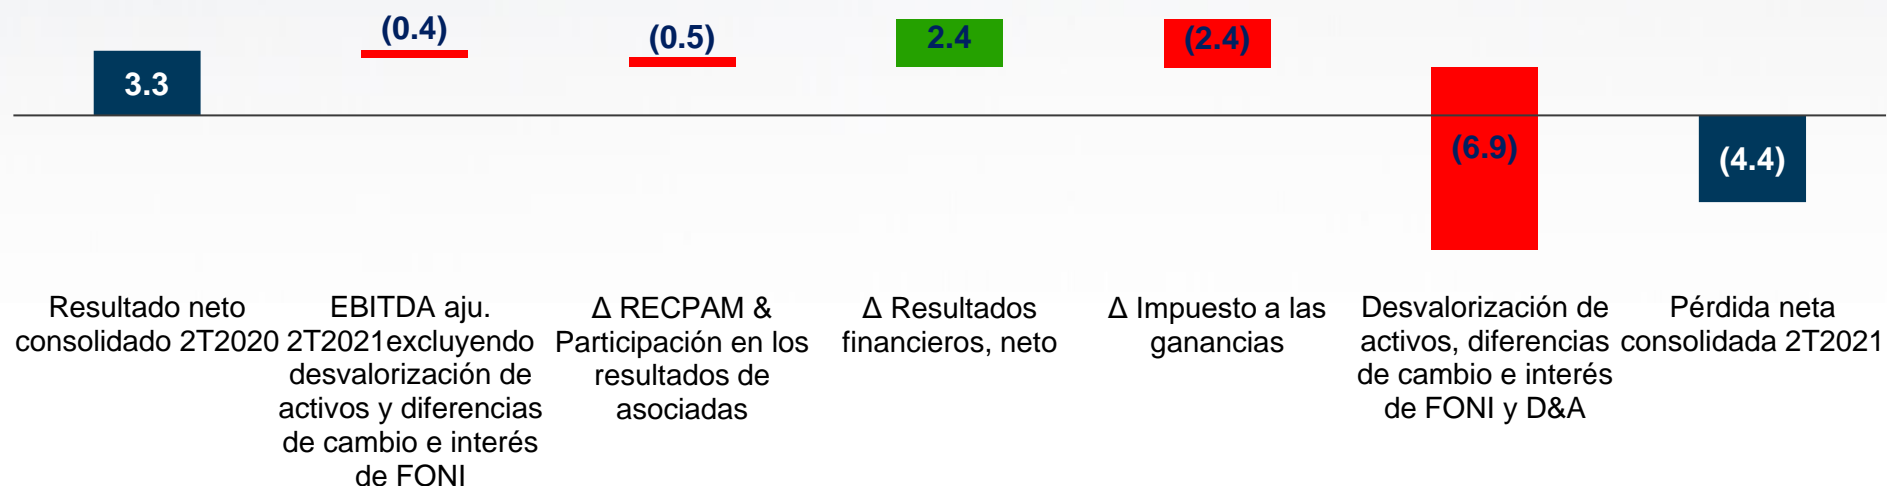 3.3
(0.4)
(0.5)
2.4
(2.4)
(6.9)
(4.4)
Resultado neto
consolidado 2T2020
EBITDA aju.
2T2021excluyendo
desvalorización de
activos y diferencias
de cambio e interés
de FONI
Δ RECPAM &
Participación en los
resultados de
asociadas
Δ Resultados
financieros, neto
Δ Impuesto a las
ganancias
Desvalorización de
activos, diferencias
de cambio e interés
de FONI y D&A
Pérdida neta
consolidada 2T2021